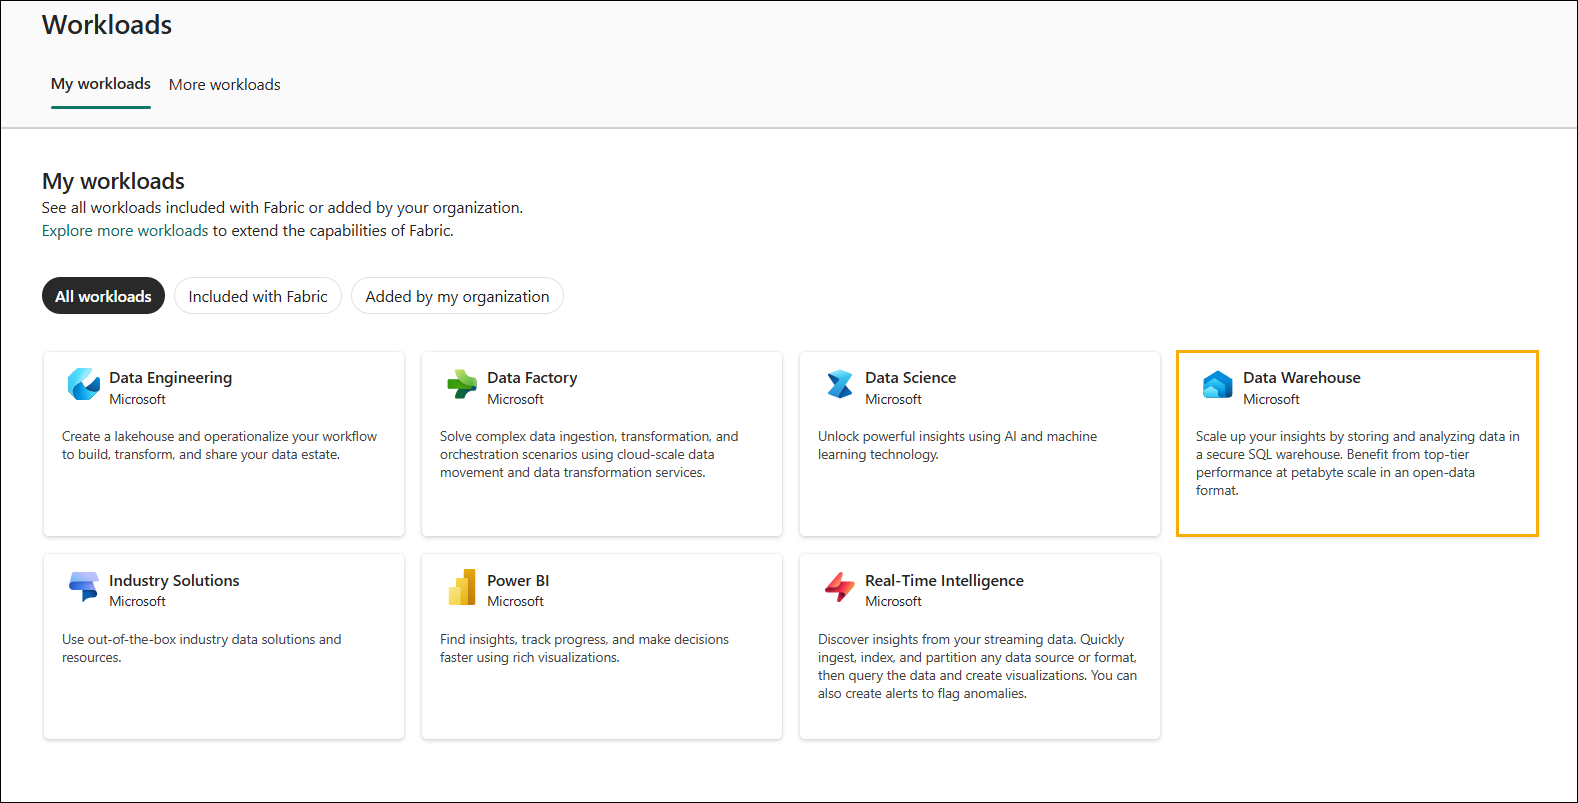 Workloads
My workloads
More workloads
My workloads
See all workloads included with Fabric or added by your organization.
Explore more workloads to extend the capabilities of Fabric.
All workloads
Included with Fabric
Added by my organization
Data Engineering
Microsoft
Create a lakehouse and operationalize your workflow
to build, transform, and share your data estate.
Data Factory
Microsoft
Solve complex data ingestion, transformation, and
orchestration scenarios using cloud-scale data
movement and data transformation services.
Data Science
Microsoft
Unlock powerful insights using AI and machine
learning technology.
Data Warehouse
Microsoft
Scale up your insights by storing and analyzing data in
a secure SQL warehouse. Benefit from top-tier
performance at petabyte scale in an open-data
format.
Industry Solutions
Microsoft
Use out-of-the-box industry data solutions and
resources.
Power BI
Microsoft
Find insights, track progress, and make decisions
faster using rich visualizations.
Real-Time Intelligence
Microsoft
Discover insights from your streaming data. Quickly
ingest, index, and partition any data source or format,
then query the data and create visualizations. You can
also create alerts to flag anomalies.